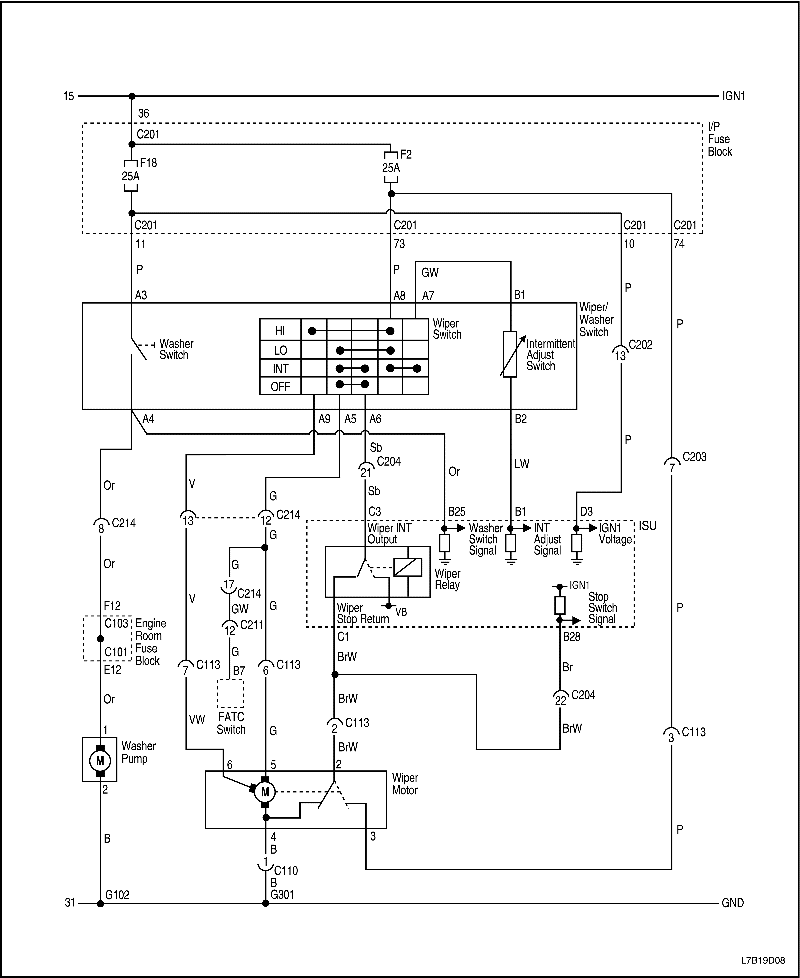 15
IGN1
36
C201
I/P
Fuse
Block
F18
25A
F2
25A
C201
C201
C201
C201
11
73
10
74
P
P
GW
P
P
A3
A8
A7
B1
Wiper/
Washer
Switch
Washer
Switch
HI
LO
INT
OFF
Wiper
Switch
Intermittent
Adjust
Switch
C202
13
A4
A9
A5
A6
B2
Sb
C204
21
Sb
Or
LW
P
C203
7
Or
V
G
C214
8
13
12
C214
C3
B25
B1
D3
ISU
Wiper INT
Output
Washer
Switch
Signal
INT
Adjust
Signal
IGN1
Voltage
G
G
17
C214
GW
12
C211
G
B7
FATC
Switch
Or
V
G
Wiper
Relay
VB
Wiper
Stop Return
IGN1
Stop
Switch
Signal
C1
B28
F12
C103
C101
E12
Engine
Room
Fuse
Block
P
BrW
Br
7
C113
6
C113
Or
VW
G
BrW
C204
22
BrW
C113
2
BrW
C113
3
1
Washer
Pump
M
2
6
5
2
Wiper
Motor
M
4
3
B
B
P
1
C110
B
31
G102
G301
GND
L7B19D08